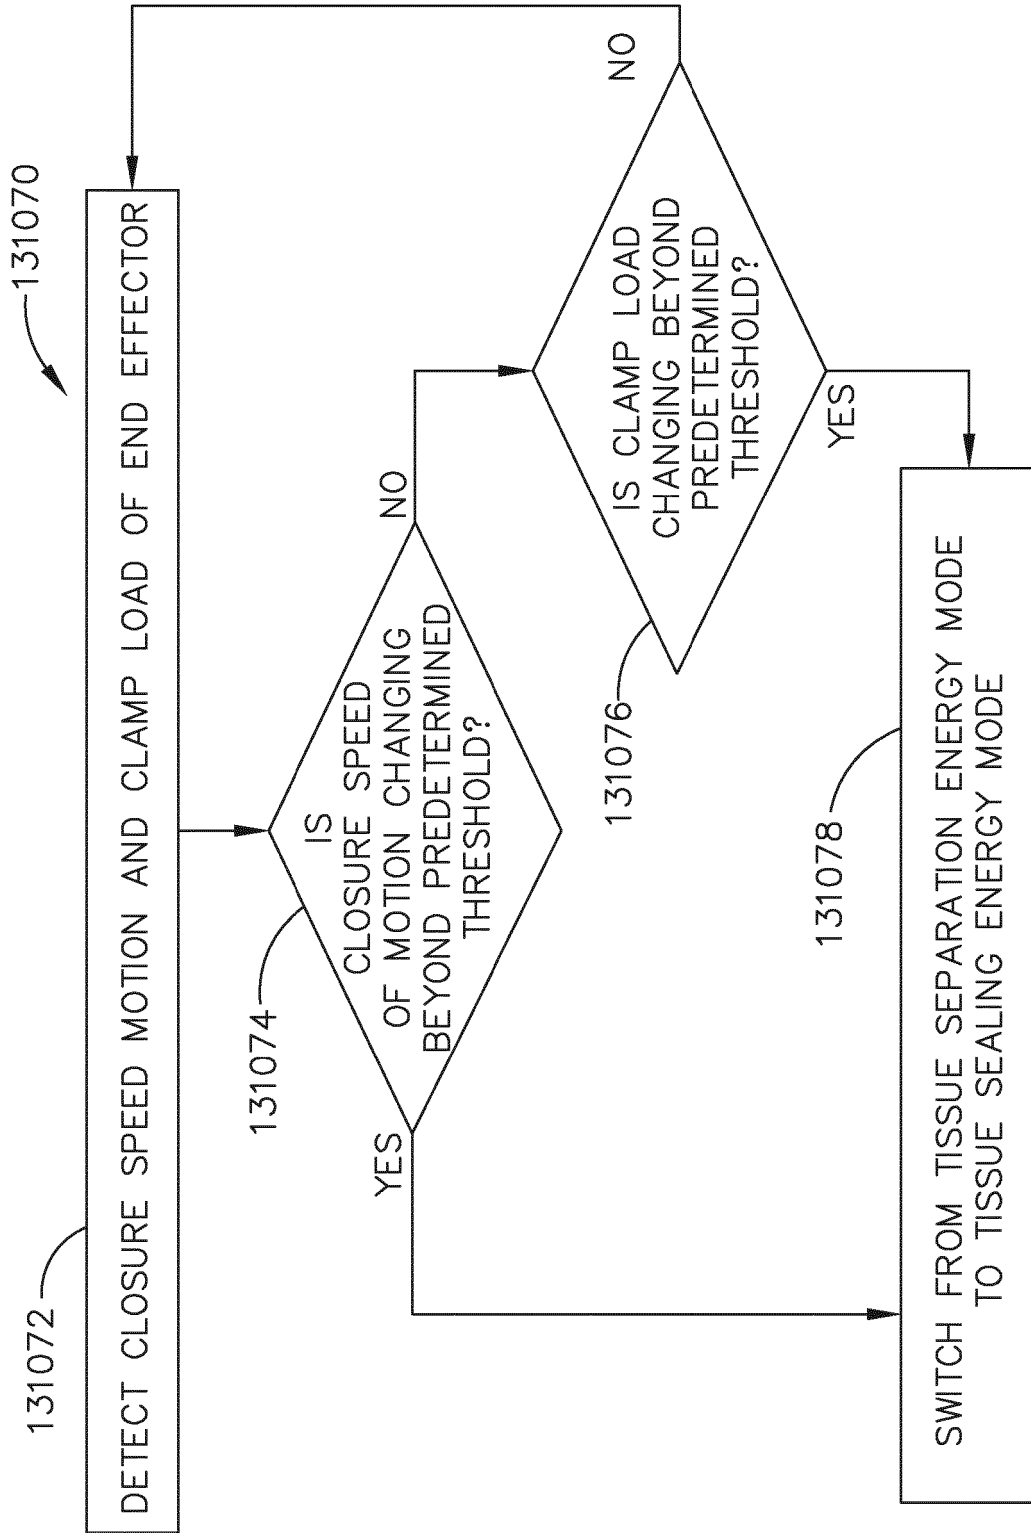 131070
131072
DETECT CLOSURE SPEED MOTION AND CLAMP LOAD OF END EFFECTOR
131074
IS
CLOSURE SPEED
OF MOTION CHANGING
BEYOND PREDETERMINED
THRESHOLD?
YES
NO
131076
IS CLAMP LOAD
CHANGING BEYOND
PREDETERMINED
THRESHOLD?
NO
YES
131078
SWITCH FROM TISSUE SEPARATION ENERGY MODE
TO TISSUE SEALING ENERGY MODE